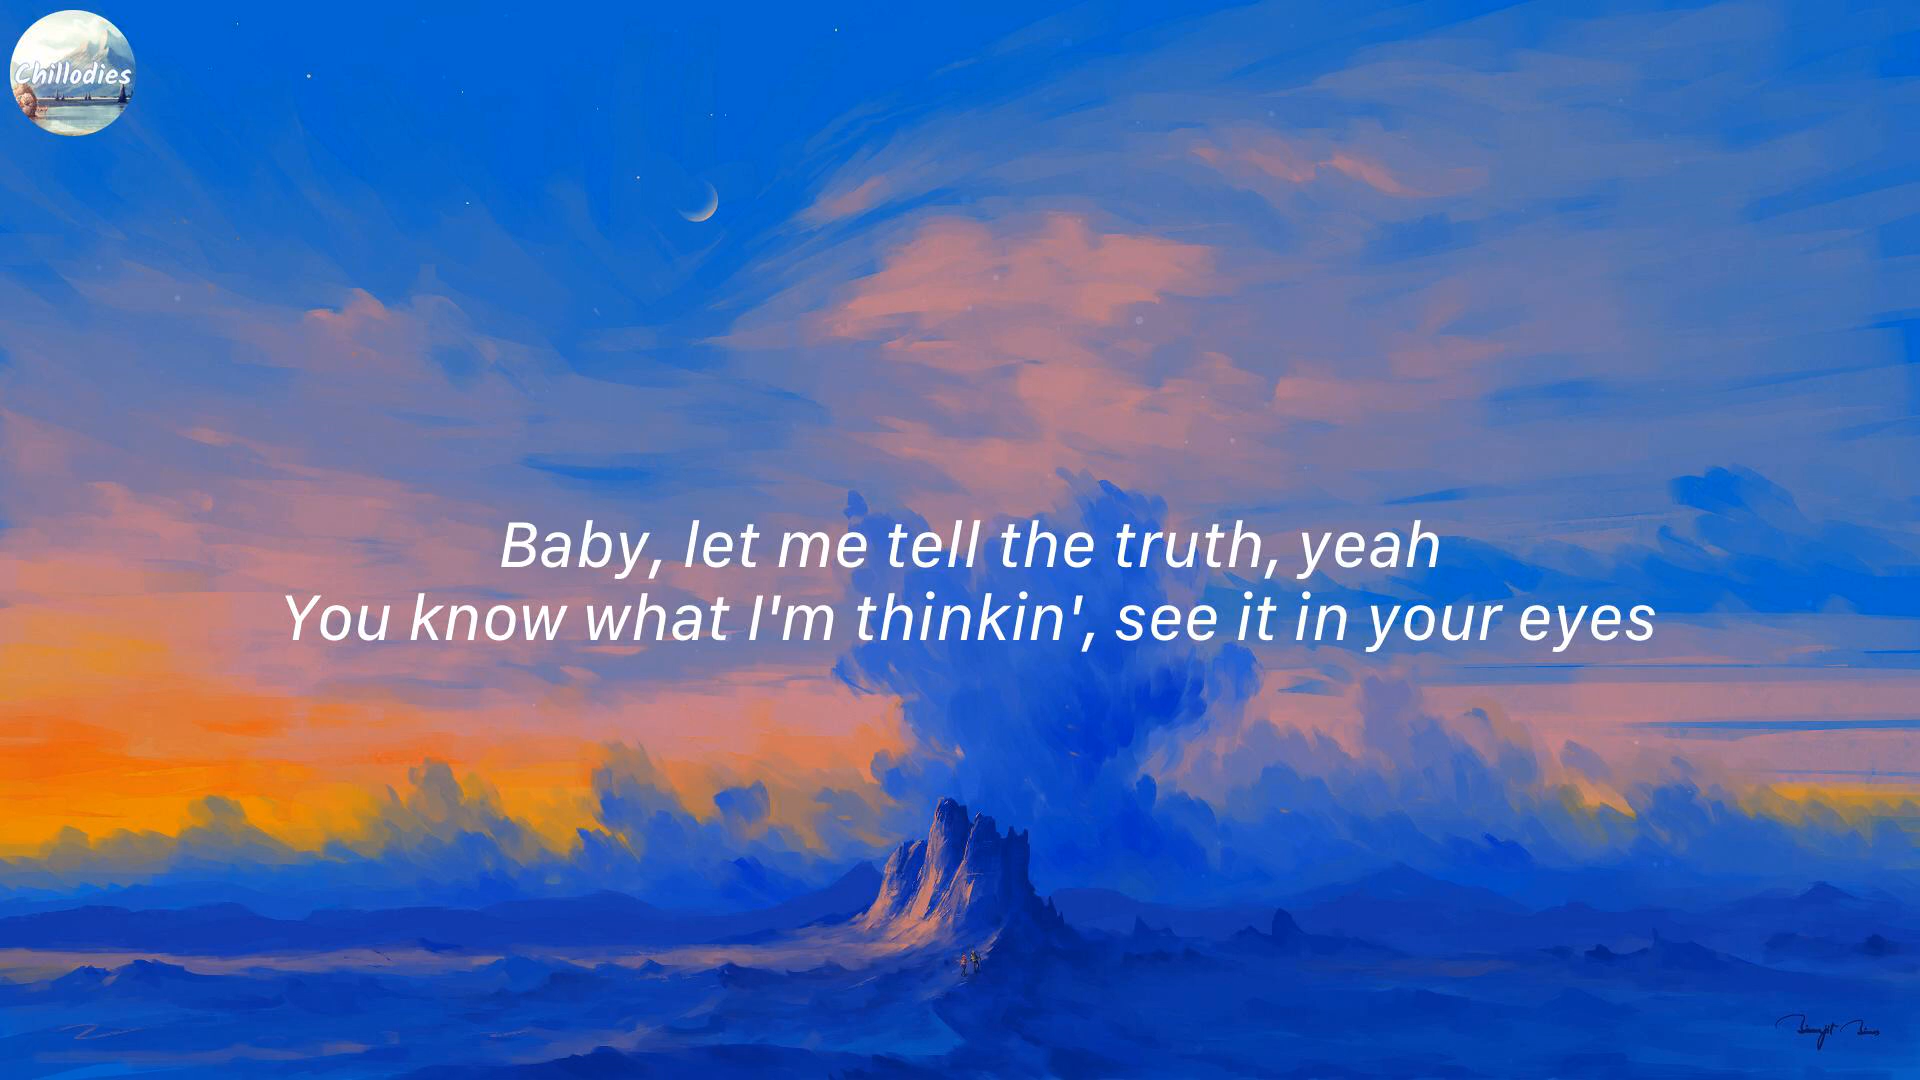 Chillodies
Baby, let me tell the truth, yeah
You know what I'm thinkin', see it in your eyes